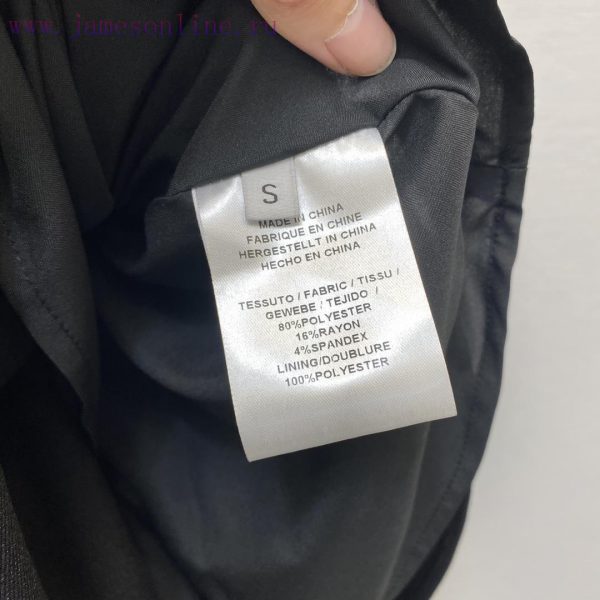 www.jamesonline.ru
S
MADE IN CHINA
FABRIQUE EN CHINE
HERGESTELLT IN CHINA
HECHO EN CHINA
TESSUTO / FABRIC / TISSU /
GEWEBE / TEJIDO /
80%POLYESTER
16%RAYON
4%SPANDEX
LINING/DOUBLURE
100%POLYESTER